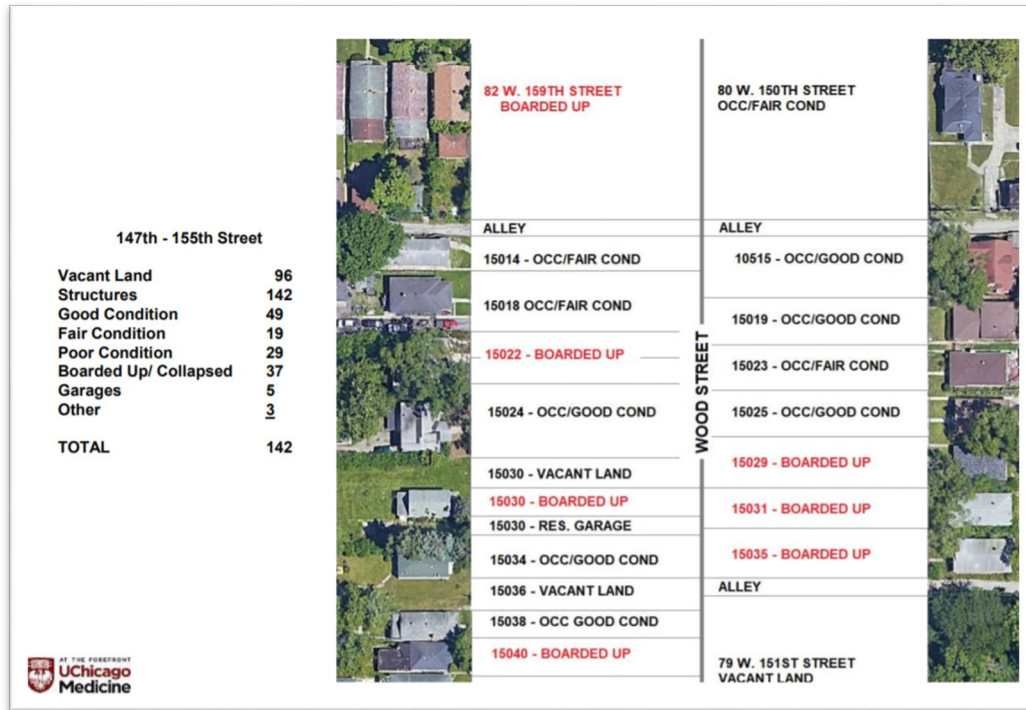 147th - 155th Street
Vacant Land 96
Structures 142
Good Condition 49
Fair Condition 19
Poor Condition 29
Boarded Up/ Collapsed 37
Garages 5
Other 3
TOTAL 142
82 W. 159TH STREET
BOARDED UP
ALLEY
15014 - OCC/FAIR COND
15018 OCC/FAIR COND
15022 - BOARDED UP
15024 - OCC/GOOD COND
15030 - VACANT LAND
15030 - BOARDED UP
15030 - RES. GARAGE
15034 - OCC/GOOD COND
15036 - VACANT LAND
15038 - OCC GOOD COND
15040 - BOARDED UP
WOOD STREET
80 W. 150TH STREET
OCC/FAIR COND
ALLEY
10515 - OCC/GOOD COND
15019 - OCC/GOOD COND
15023 - OCC/FAIR COND
15025 - OCC/GOOD COND
15029 - BOARDED UP
15031 - BOARDED UP
15035 - BOARDED UP
ALLEY
79 W. 151ST STREET
VACANT LAND
AT THE FOREFRONT
UChicago
Medicine